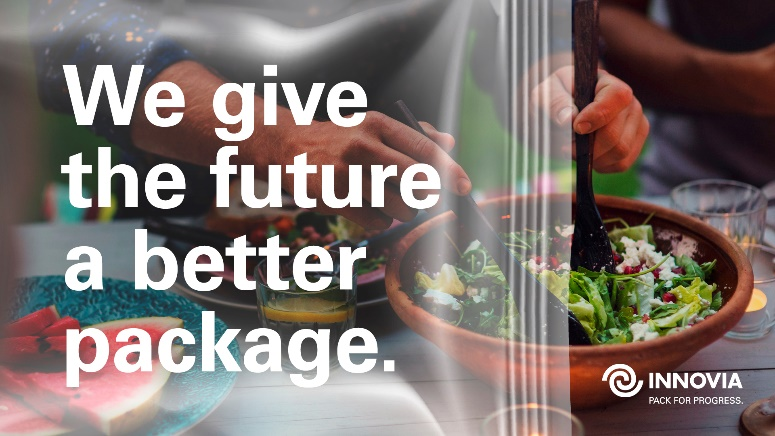 We give
the future
a better
package.
INNOVIA
PACK FOR PROGRESS.